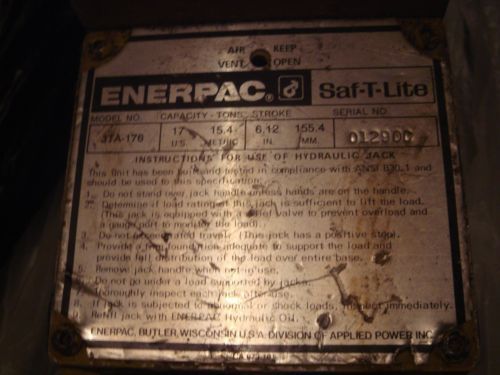 AIR KEEP
VENT OPEN
ENERPAC® Saf-T-Lite
MODEL NO. CAPACITY - TONS STROKE SERIAL NO.
JTA-176 17 15.4 6.12 155.4 012900
U.S. METRIC IN. MM.
INSTRUCTIONS FOR USE OF HYDRAULIC JACK
This Unit has been built and tested in compliance with ANSI B30.1 and
should be used to this specification.
1. Do not stand over jack handle unless hands are on the handle.
2. Determine if load rating of this jack is sufficient to lift the load.
(This jack is equipped with a relief valve to prevent overload and
a gauge port to monitor the load).
3. Do not exceed rated travel. (This jack has a positive stop).
4. Provide a firm foundation adequate to support the load and
provide full distribution of the load over entire base.
5. Remove jack handle when not in use.
6. Do not go under a load supported by jacks.
7. Thoroughly inspect each jack after use.
8. If jack is subjected to abnormal or shock loads, inspect immediately.
9. Refill jack with ENERPAC Hydraulic Oil.
ENERPAC, BUTLER, WISCONSIN U.S.A. DIVISION OF APPLIED POWER INC.